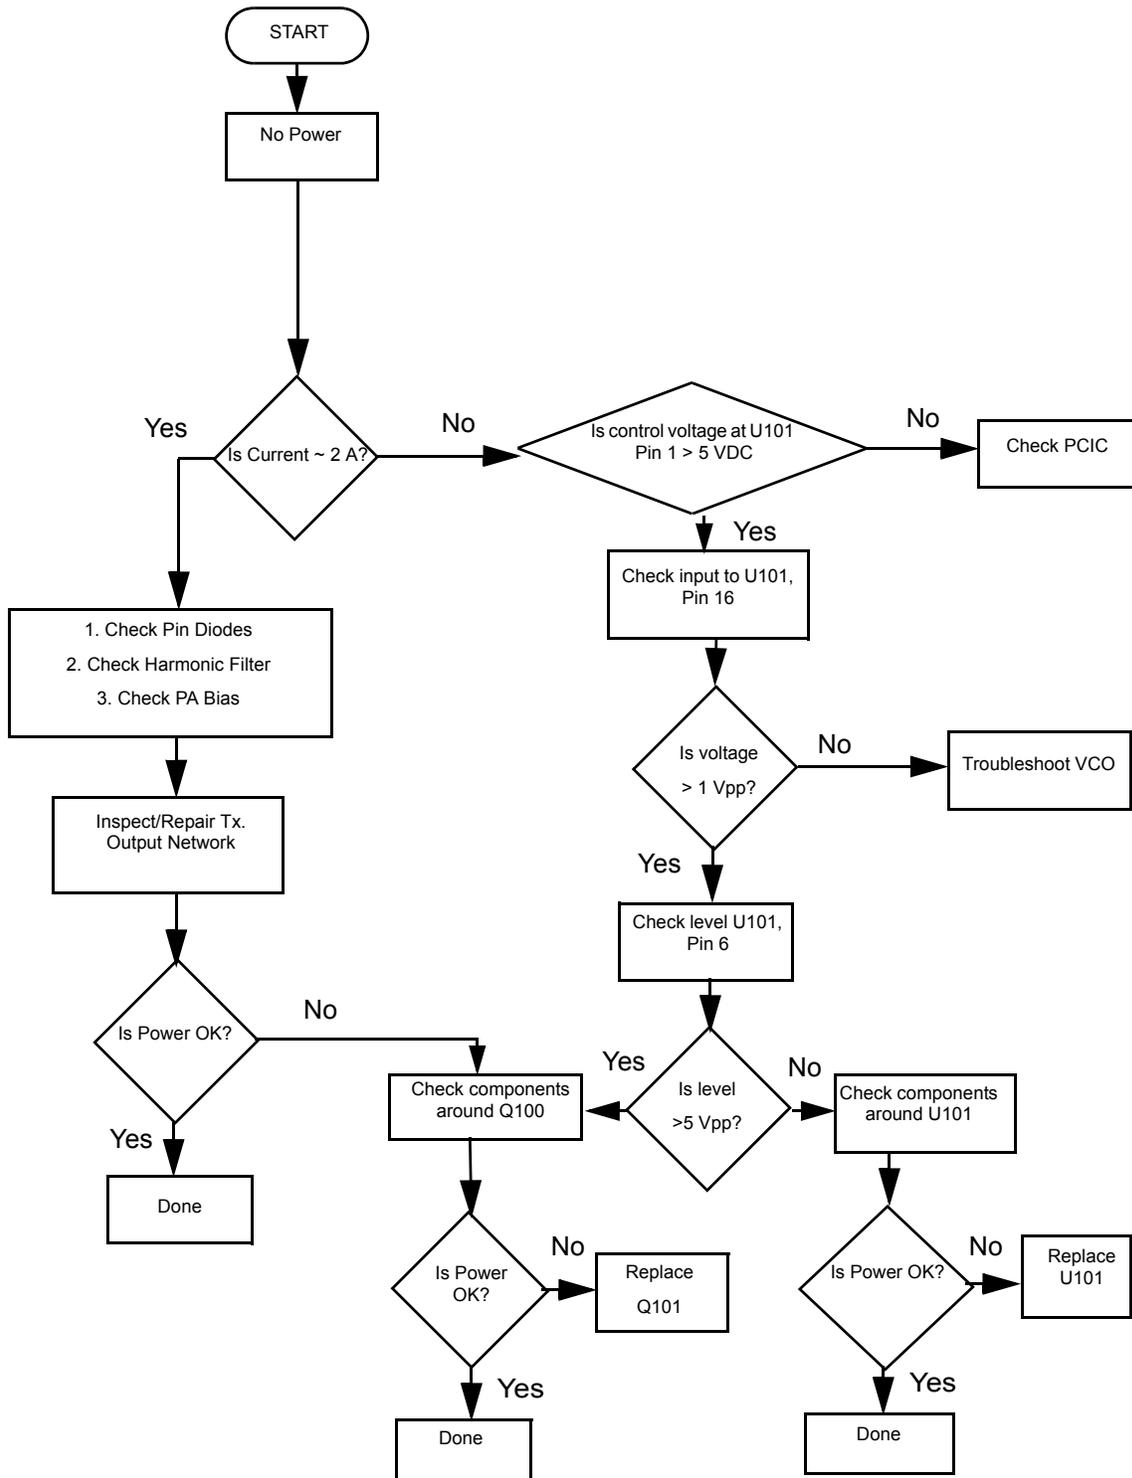 START
No Power
Yes
Is Current ~ 2 A?
No
Is control voltage at U101
Pin 1 > 5 VDC
No
Check PCIC
Yes
Check input to U101,
Pin 16
1. Check Pin Diodes
2. Check Harmonic Filter
3. Check PA Bias
Is voltage
> 1 Vpp?
No
Troubleshoot VCO
Inspect/Repair Tx.
Output Network
Yes
Check level U101,
Pin 6
Is Power OK?
No
Yes
Done
Check components
around Q100
Yes
Is level
>5 Vpp?
No
Check components
around U101
Is Power
OK?
No
Replace
Q101
Yes
Done
Is Power OK?
No
Replace
U101
Yes
Done